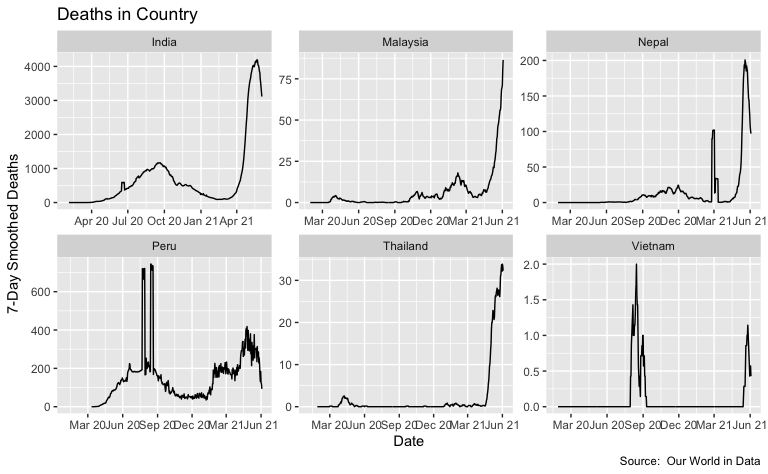 Deaths in Country
India
Malaysia
Nepal
4000
3000
2000
1000
0
75
50
25
0
200
150
100
50
0
Apr 20 Jul 20 Oct 20 Jan 21 Apr 21
Mar 20 Jun 20 Sep 20 Dec 20 Mar 21 Jun 21
Mar 20 Jun 20 Sep 20 Dec 20 Mar 21 Jun 21
7-Day Smoothed Deaths
Peru
Thailand
Vietnam
600
400
200
0
30
20
10
0
2.0
1.5
1.0
0.5
0.0
Mar 20 Jun 20 Sep 20 Dec 20 Mar 21 Jun 21
Mar 20 Jun 20 Sep 20 Dec 20 Mar 21 Jun 21
Mar 20 Jun 20 Sep 20 Dec 20 Mar 21 Jun 21
Date
Source: Our World in Data